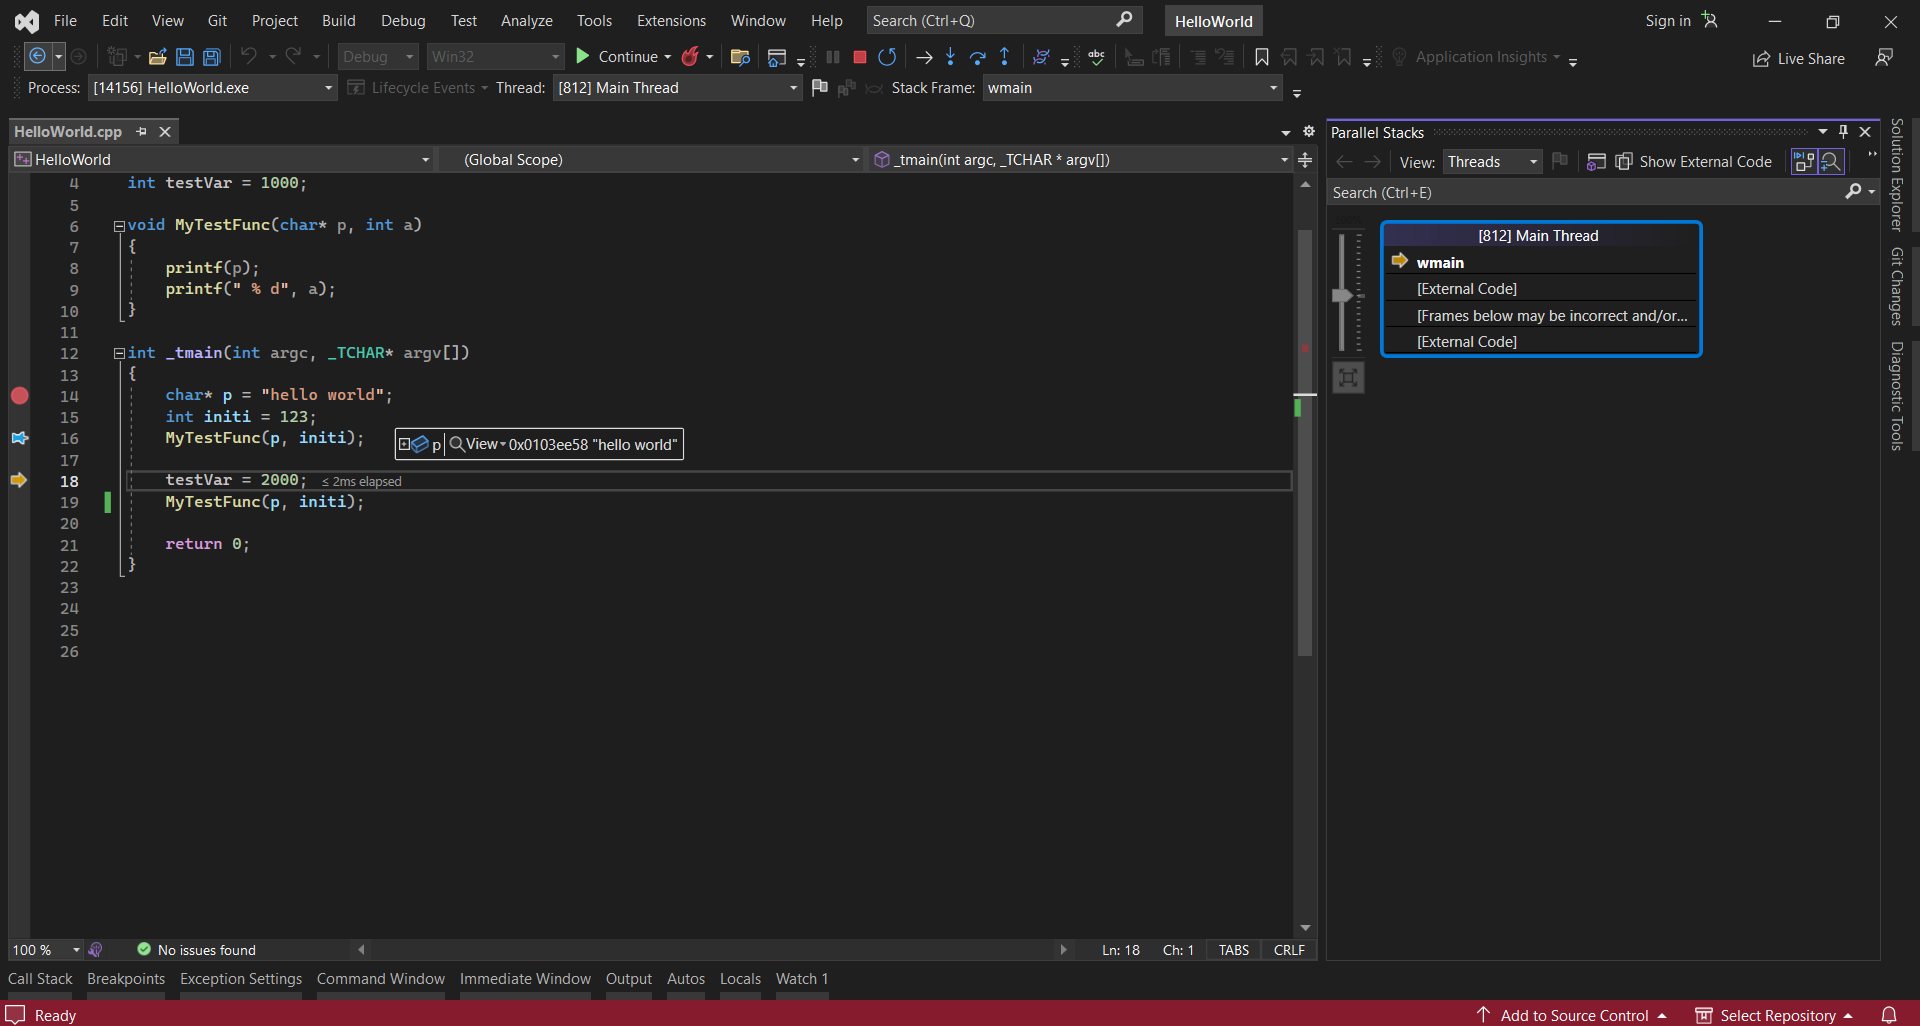 File Edit View Git Project Build Debug Test Analyze Tools Extensions Window Help Search (Ctrl+Q) HelloWorld Sign in
Debug Win32 Continue abc Application Insights Live Share
Process: [14156] HelloWorld.exe Lifecycle Events Thread: [812] Main Thread Stack Frame: wmain
HelloWorld.cpp
HelloWorld (Global Scope) _tmain(int argc, _TCHAR * argv[])
4 int testVar = 1000;
5
6 void MyTestFunc(char* p, int a)
7 {
8 printf(p);
9 printf(" % d", a);
10 }
11
12 int _tmain(int argc, _TCHAR* argv[])
13 {
14 char* p = "hello world";
15 int initi = 123;
16 MyTestFunc(p, initi);
p View 0x0103ee58 "hello world"
17
18 testVar = 2000; ≤ 2ms elapsed
19 MyTestFunc(p, initi);
20
21 return 0;
22 }
23
24
25
26
100 % No issues found Ln: 18 Ch: 1 TABS CRLF
Parallel Stacks
View: Threads Show External Code
Search (Ctrl+E)
[812] Main Thread
wmain
[External Code]
[Frames below may be incorrect and/or...
[External Code]
Solution Explorer
Git Changes
Diagnostic Tools
Call Stack Breakpoints Exception Settings Command Window Immediate Window Output Autos Locals Watch 1
Ready Add to Source Control Select Repository